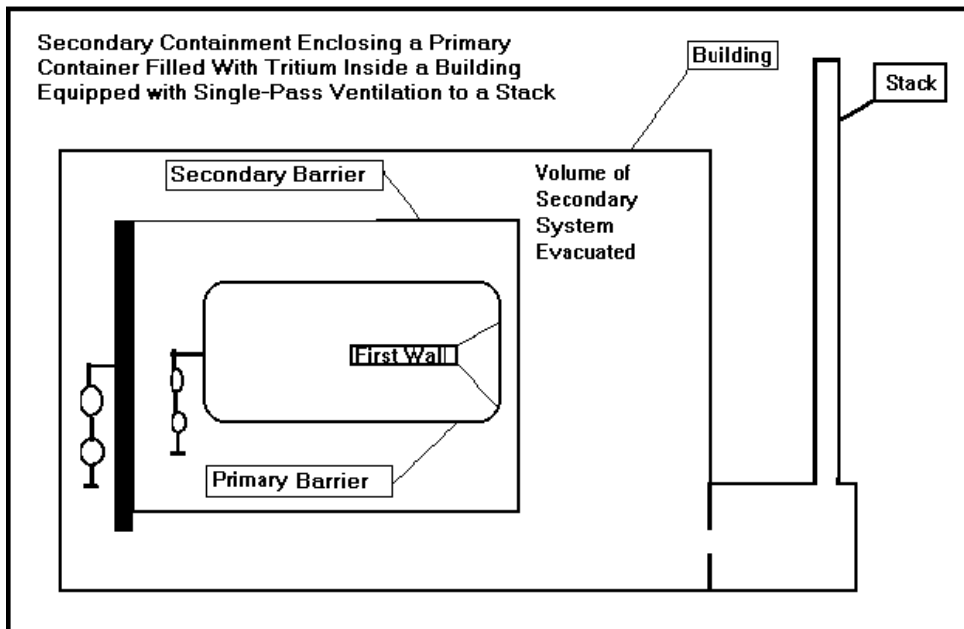 Secondary Containment Enclosing a Primary
Container Filled With Tritium Inside a Building
Equipped with Single-Pass Ventilation to a Stack
Building
Stack
Secondary Barrier
Volume of
Secondary
System
Evacuated
First Wall
Primary Barrier